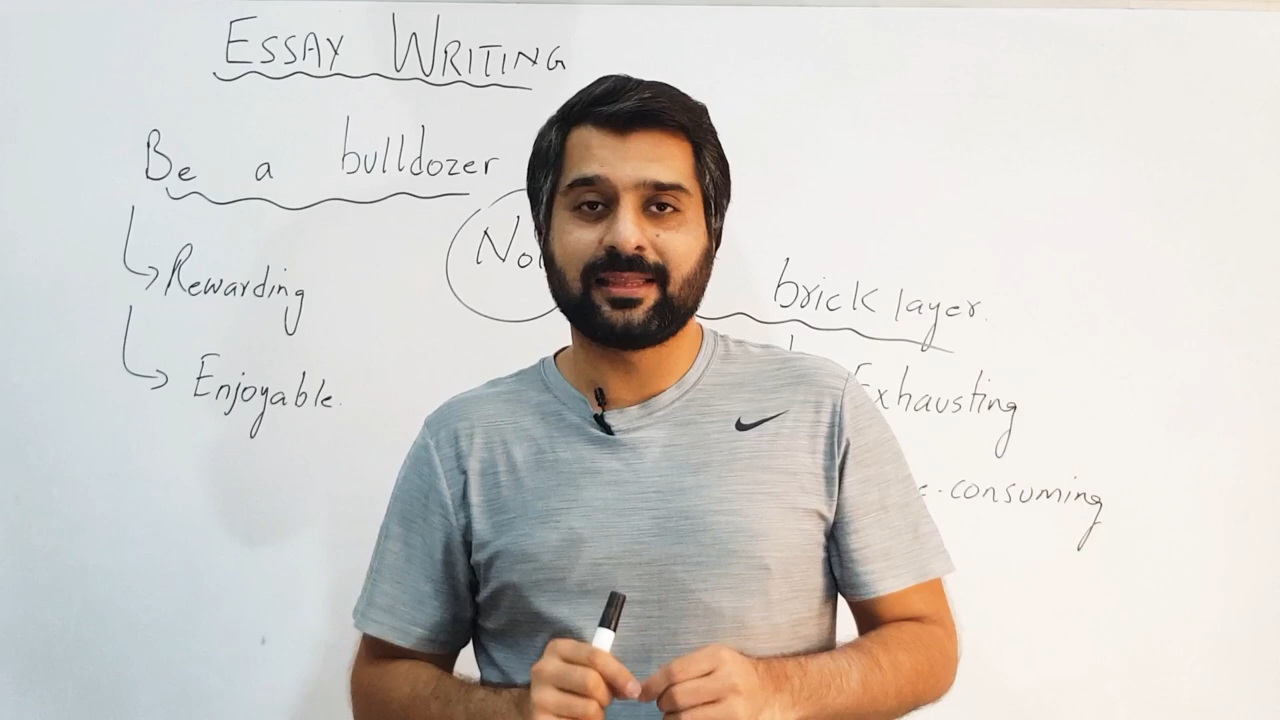 ESSAY WRITING
Be a bulldozer
Rewarding
Enjoyable.
brick layer.
Exhausting
consuming